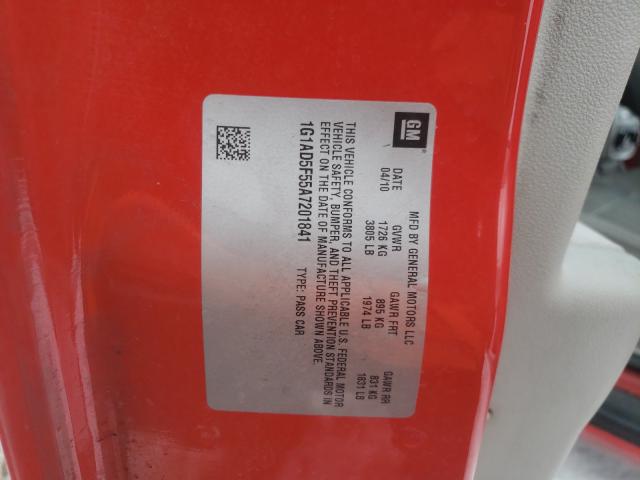 GM
MFD BY GENERAL MOTORS LLC
DATE GVWR GAWR FRT GAWR RR
04/10 1726 KG 895 KG 831 KG
3805 LB 1974 LB 1831 LB
THIS VEHICLE CONFORMS TO ALL APPLICABLE U.S. FEDERAL MOTOR
VEHICLE SAFETY, BUMPER, AND THEFT PREVENTION STANDARDS IN
EFFECT ON THE DATE OF MANUFACTURE SHOWN ABOVE
1G1AD5F55A7201841 TYPE: PASS CAR